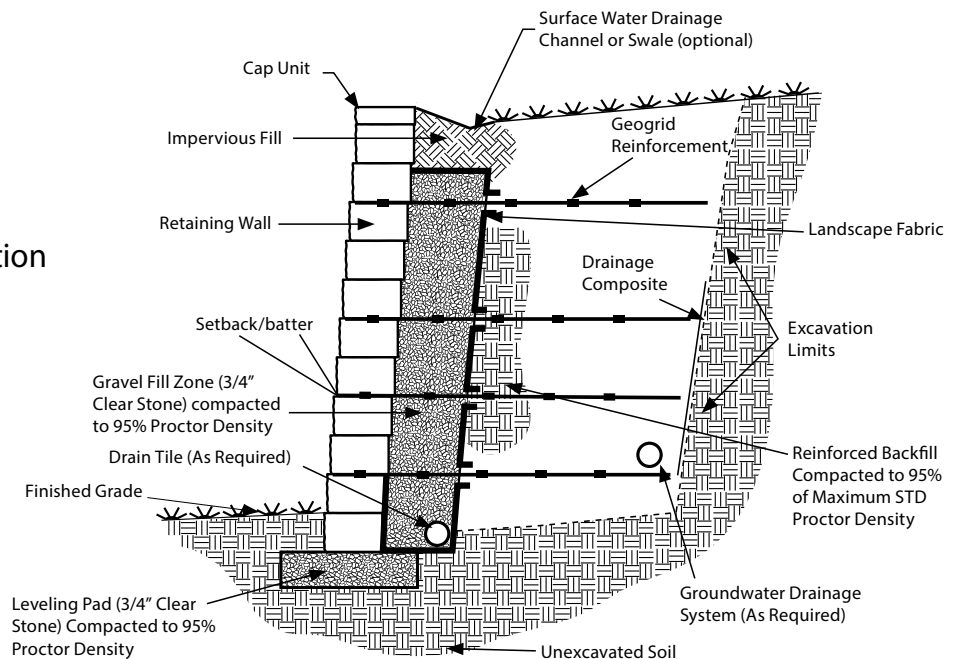 Surface Water Drainage
Channel or Swale (optional)
Cap Unit
Impervious Fill
Geogrid
Reinforcement
Retaining Wall
Landscape Fabric
tion
Drainage
Composite
Setback/batter
Excavation
Limits
Gravel Fill Zone (3/4"
Clear Stone) compacted
to 95% Proctor Density
Drain Tile (As Required)
Reinforced Backfill
Compacted to 95%
of Maximum STD
Proctor Density
Finished Grade
Groundwater Drainage
System (As Required)
Leveling Pad (3/4" Clear
Stone) Compacted to 95%
Proctor Density
Unexcavated Soil